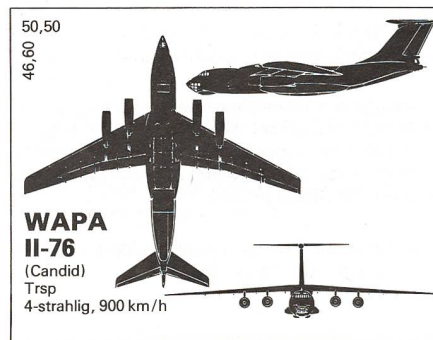 50,50
46,60
WAPA
Il-76
(Candid)
Trsp
4-strahlig, 900 km/h